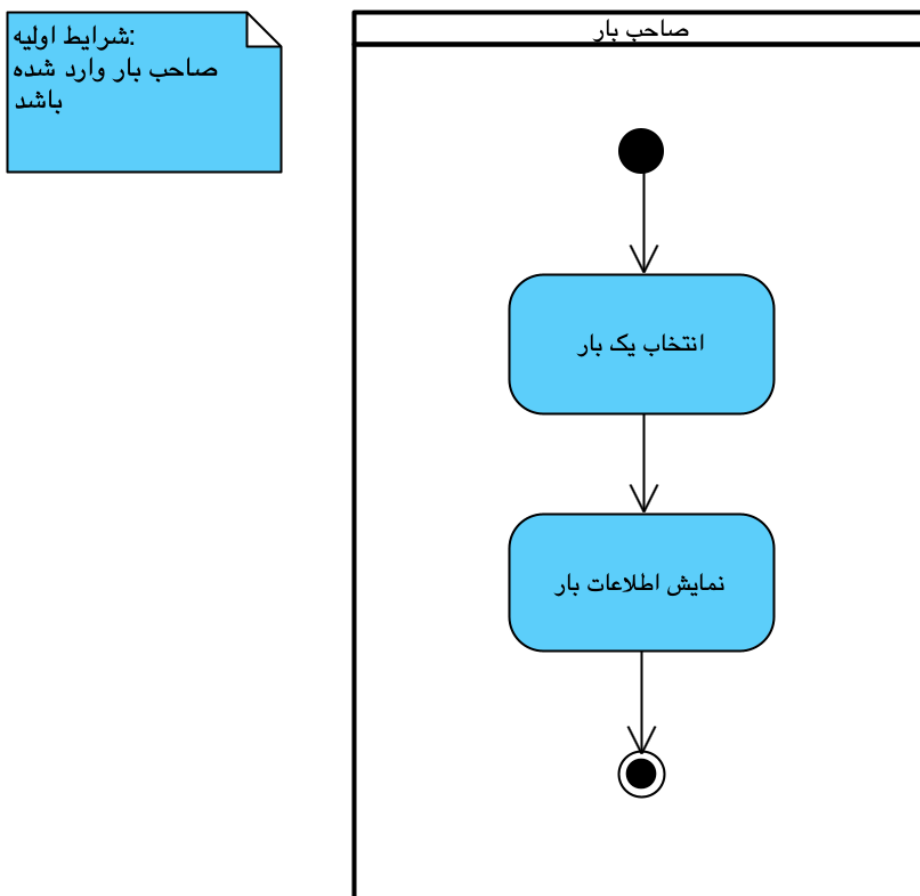 شرایط اولیه:
صاحب بار وارد شده
باشد
صاحب بار
انتخاب یک بار
نمایش اطلاعات بار